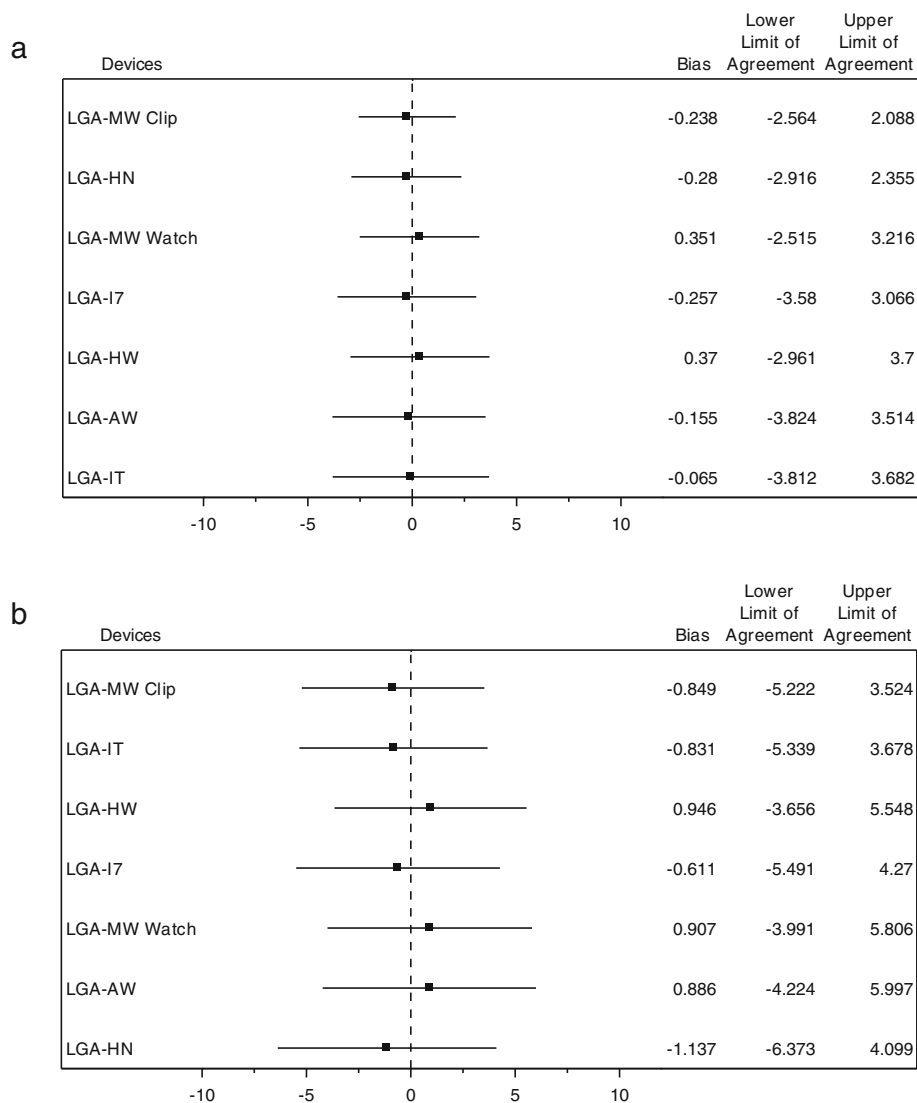 a
Devices Bias Lower Limit of Agreement Upper Limit of Agreement
LGA-MW Clip -0.238 -2.564 2.088
LGA-HN -0.28 -2.916 2.355
LGA-MW Watch 0.351 -2.515 3.216
LGA-I7 -0.257 -3.58 3.066
LGA-HW 0.37 -2.961 3.7
LGA-AW -0.155 -3.824 3.514
LGA-IT -0.065 -3.812 3.682
-10 -5 0 5 10
b
Devices Bias Lower Limit of Agreement Upper Limit of Agreement
LGA-MW Clip -0.849 -5.222 3.524
LGA-IT -0.831 -5.339 3.678
LGA-HW 0.946 -3.656 5.548
LGA-I7 -0.611 -5.491 4.27
LGA-MW Watch 0.907 -3.991 5.806
LGA-AW 0.886 -4.224 5.997
LGA-HN -1.137 -6.373 4.099
-10 -5 0 5 10